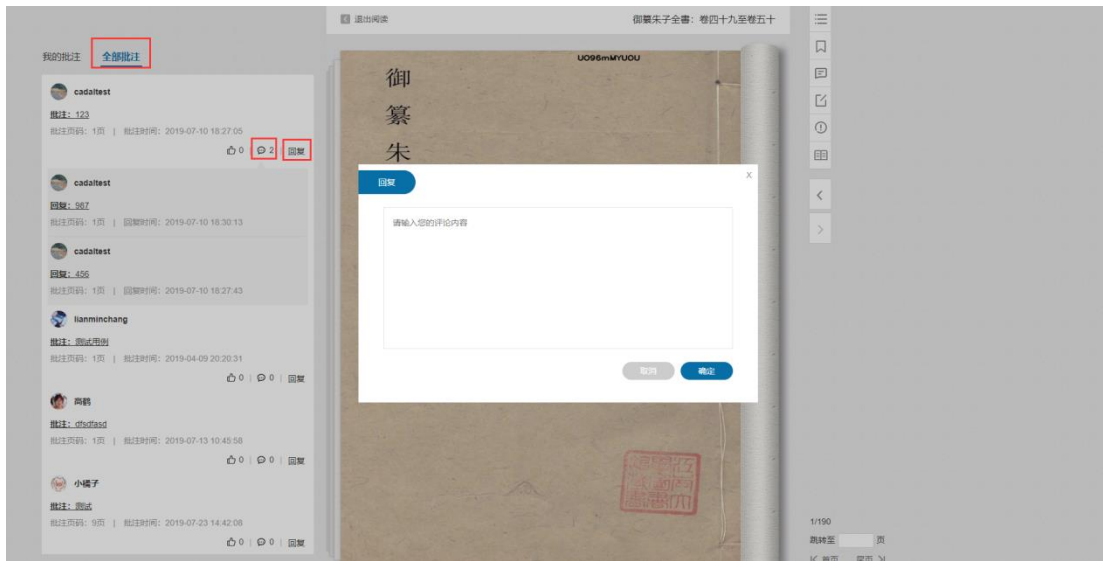 退出阅读
御纂朱子全書：卷四十九至卷五十
我的批注 全部批注
cadaltest
批注：123
批注页码：1页 | 批注时间：2019-07-10 18:27:05
0 | 2 | 回复
cadaltest
回复：987
批注页码：1页 | 回复时间：2019-07-10 18:30:13
cadaltest
回复：456
批注页码：1页 | 回复时间：2019-07-10 18:27:43
lianminchang
批注：测试用例
批注页码：1页 | 批注时间：2019-04-09 20:20:31
0 | 0 | 回复
尚鹤
批注：dfsdfasd
批注页码：1页 | 批注时间：2019-07-13 10:45:58
0 | 0 | 回复
小橘子
批注：测试
批注页码：9页 | 批注时间：2019-07-23 14:42:08
0 | 0 | 回复
UO96mMYUOU
御纂朱
回复
X
请输入您的评论内容
取消 确定
1/190
跳转至 页
首页 尾页